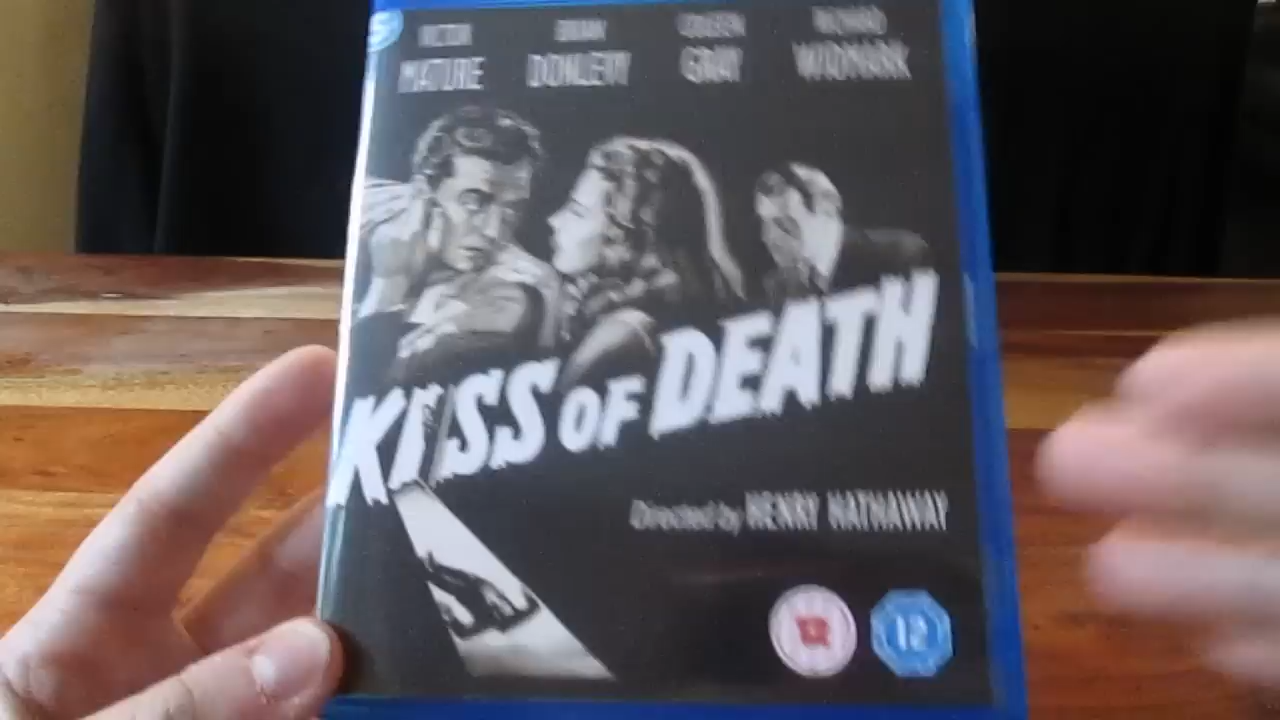 VICTOR BRIAN COLEEN RICHARD
MATURE DONLEVY GRAY WIDMARK
KISS OF DEATH
Directed by HENRY HATHAWAY
12 12